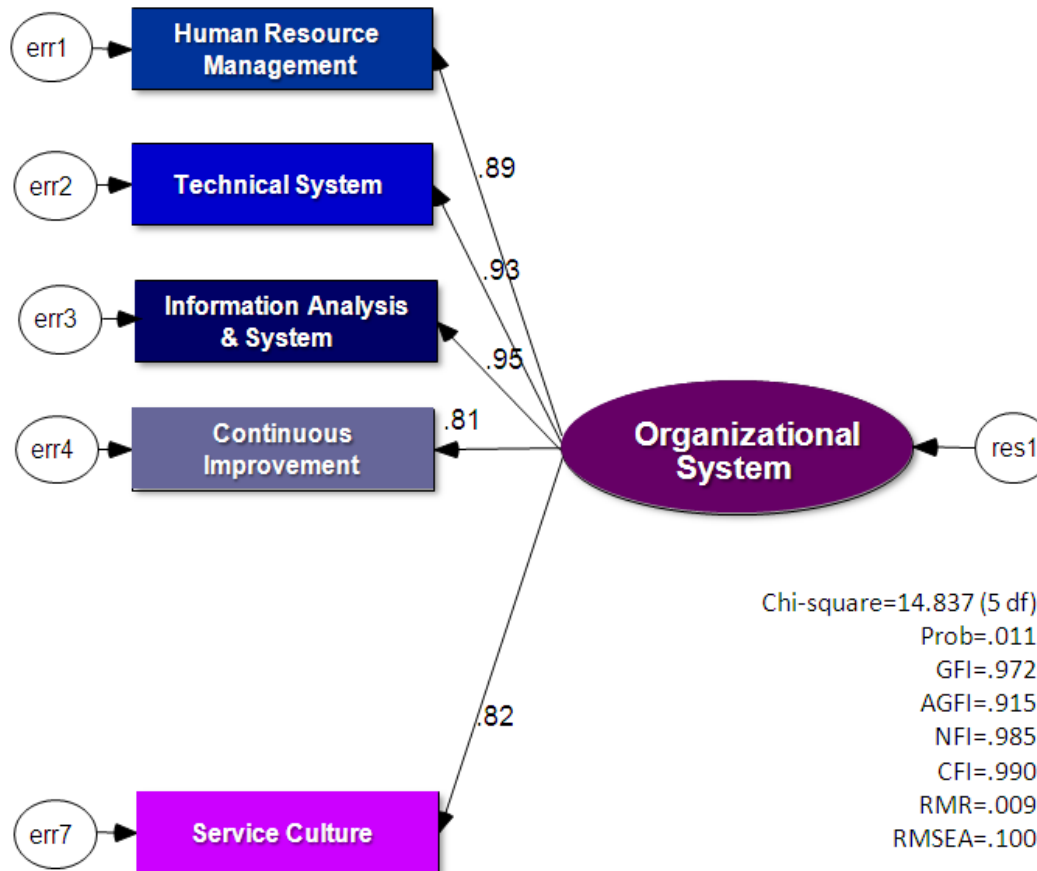 err1
Human Resource
Management
.89
err2
Technical System
.93
err3
Information Analysis
& System
.95
err4
Continuous
Improvement
.81
Organizational
System
res1
.82
err7
Service Culture
Chi-square=14.837 (5 df)
Prob=.011
GFI=.972
AGFI=.915
NFI=.985
CFI=.990
RMR=.009
RMSEA=.100